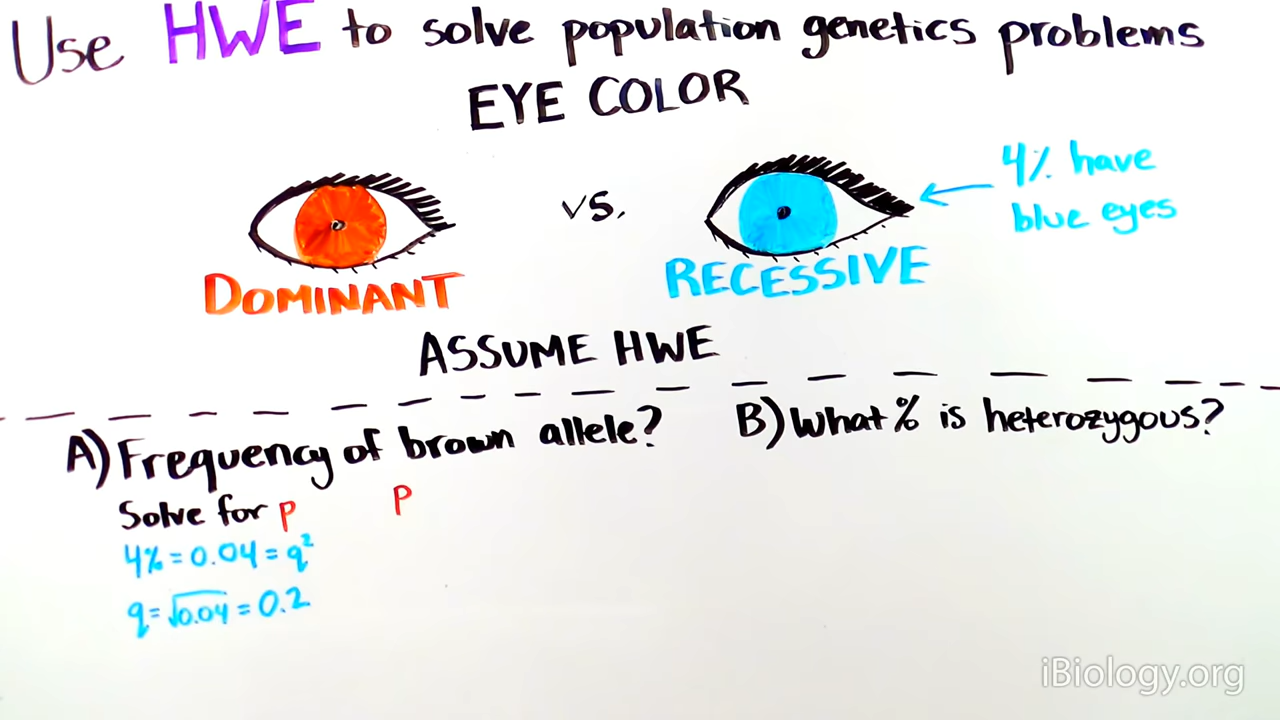 Use HWE to solve population genetics problems
EYE COLOR
4% have
blue eyes
vs.
DOMINANT
RECESSIVE
ASSUME HWE
A) Frequency of brown allele?
Solve for p
p
4% = 0.04 = q²
q = √0.04 = 0.2
B) What % is heterozygous?
iBiology.org